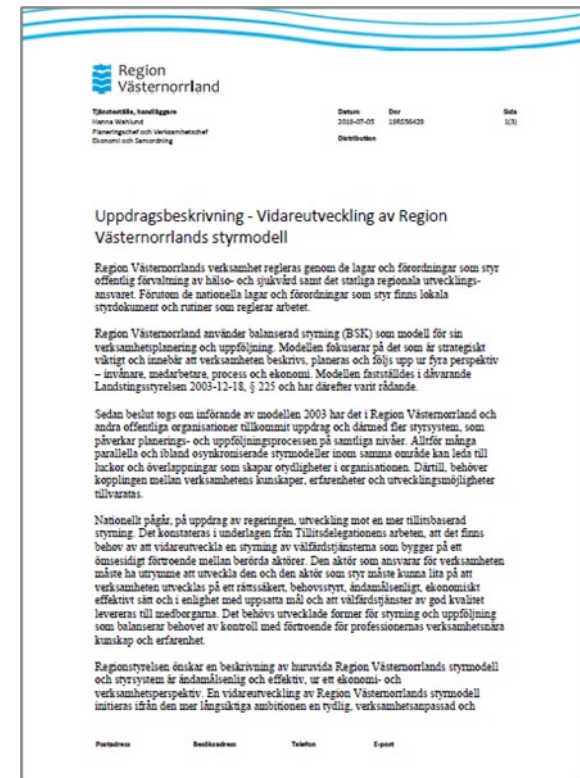 Region
Västernorrland
Tjänsteställe, handläggare
Hanna Wahlund
Planeringschef och Verksamhetschef
Ekonomi och Samordning
Datum Dnr Sida
2019-07-05 19RS56429 1(3)
Distribution
Uppdragsbeskrivning - Vidareutveckling av Region
Västernorrlands styrmodell
Region Västernorrlands verksamhet regleras genom de lagar och förordningar som styr
offentlig förvaltning av hälso- och sjukvård samt det statliga regionala utvecklings-
ansvaret. Förutom de nationella lagar och förordningar som styr finns lokala
styrdokument och rutiner som reglerar arbetet.
Region Västernorrland använder balanserad styrning (BSK) som modell för sin
verksamhetsplanering och uppföljning. Modellen fokuserar på det som är strategiskt
viktigt och innebär att verksamheten beskrivs, planeras och följs upp ur fyra perspektiv
– invånare, medarbetare, process och ekonomi. Modellen fastställdes i dåvarande
Landstingsstyrelsen 2003-12-18, § 225 och har därefter varit rådande.
Sedan beslut togs om införande av modellen 2003 har det i Region Västernorrland och
andra offentliga organisationer tillkommit uppdrag och därmed fler styrsystem, som
påverkar planerings- och uppföljningsprocessen på samtliga nivåer. Alltför många
parallella och ibland osynkroniserade styrmodeller inom samma område kan leda till
luckor och överlappningar som skapar otydligheter i organisationen. Därtill, behöver
kopplingen mellan verksamhetens kunskaper, erfarenheter och utvecklingsmöjligheter
tillvaratas.
Nationellt pågår, på uppdrag av regeringen, utveckling mot en mer tillitsbaserad
styrning. Det konstateras i underlagen från Tillitsdelegationens arbeten, att det finns
behov av att vidareutveckla en styrning av välfärdstjänsterna som bygger på ett
ömsesidigt förtroende mellan berörda aktörer. Den aktör som ansvarar för verksamheten
måste ha utrymme att utveckla den och den aktör som styr måste kunna lita på att
verksamheten utvecklas på ett rättssäkert, behovsstyrt, ändamålsenligt, ekonomiskt
effektivt sätt och i enlighet med uppsatta mål och att välfärdstjänster av god kvalitet
levereras till medborgarna. Det behövs utvecklade former för styrning och uppföljning
som balanserar behovet av kontroll med förtroende för professionernas verksamhetsnära
kunskap och erfarenhet.
Regionstyrelsen önskar en beskrivning av huruvida Region Västernorrlands styrmodell
och styrsystem är ändamålsenlig och effektiv, ur ett ekonomi- och
verksamhetsperspektiv. En vidareutveckling av Region Västernorrlands styrmodell
initieras ifrån den mer långsiktiga ambitionen en tydlig, verksamhetsanpassad och
Postadress Besöksadress Telefon E-post